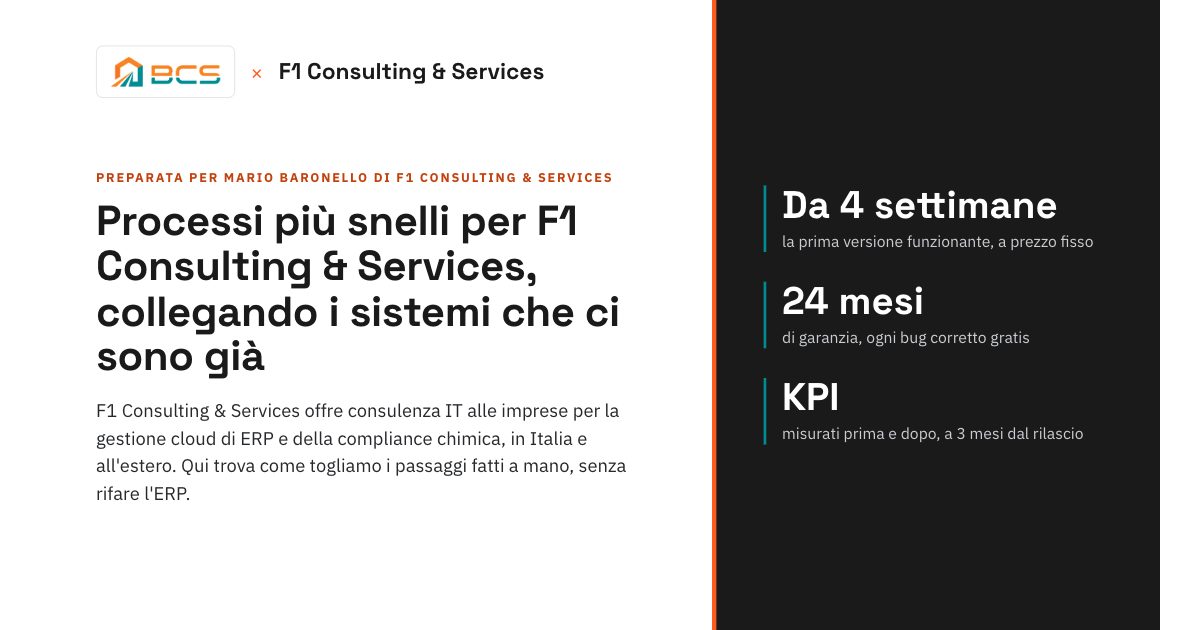 BCS × F1 Consulting & Services
PREPARATA PER MARIO BARONELLO DI F1 CONSULTING & SERVICES
Processi più snelli per F1
Consulting & Services,
collegando i sistemi che ci
sono già
F1 Consulting & Services offre consulenza IT alle imprese per la
gestione cloud di ERP e della compliance chimica, in Italia e
all'estero. Qui trova come togliamo i passaggi fatti a mano, senza
rifare l'ERP.
Da 4 settimane
la prima versione funzionante, a prezzo fisso
24 mesi
di garanzia, ogni bug corretto gratis
KPI
misurati prima e dopo, a 3 mesi dal rilascio